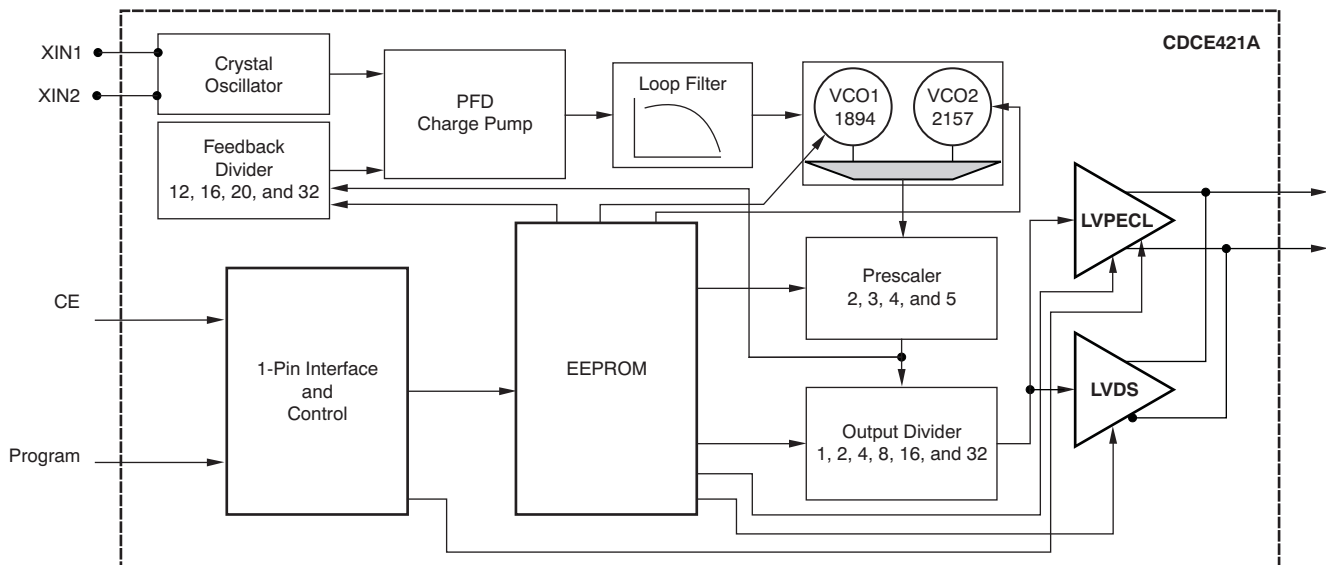 CDCE421A
XIN1
XIN2
Crystal
Oscillator
PFD
Charge Pump
Loop Filter
VCO1
1894
VCO2
2157
Feedback
Divider
12, 16, 20, and 32
LVPECL
Prescaler
2, 3, 4, and 5
CE
1-Pin Interface
and
Control
EEPROM
LVDS
Output Divider
1, 2, 4, 8, 16, and 32
Program